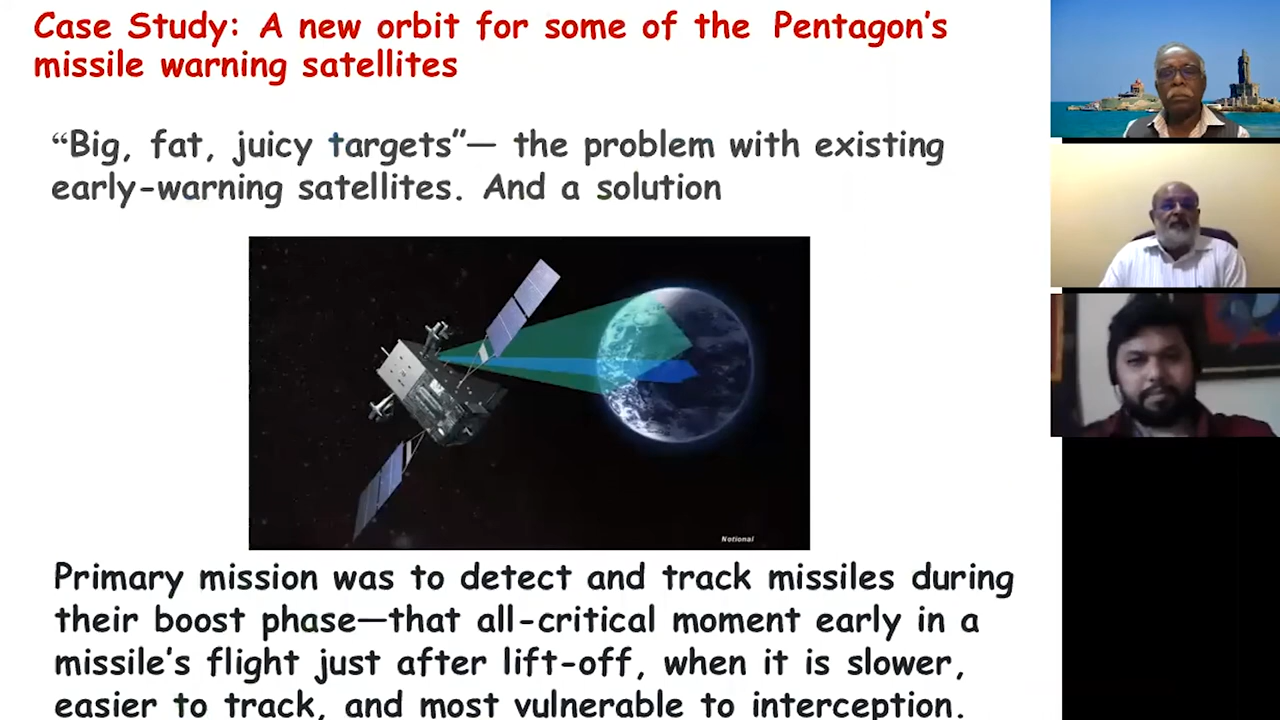 Case Study: A new orbit for some of the Pentagon’s
missile warning satellites
“Big, fat, juicy targets”— the problem with existing
early-warning satellites. And a solution
Notional
Primary mission was to detect and track missiles during
their boost phase—that all-critical moment early in a
missile’s flight just after lift-off, when it is slower,
easier to track, and most vulnerable to interception.